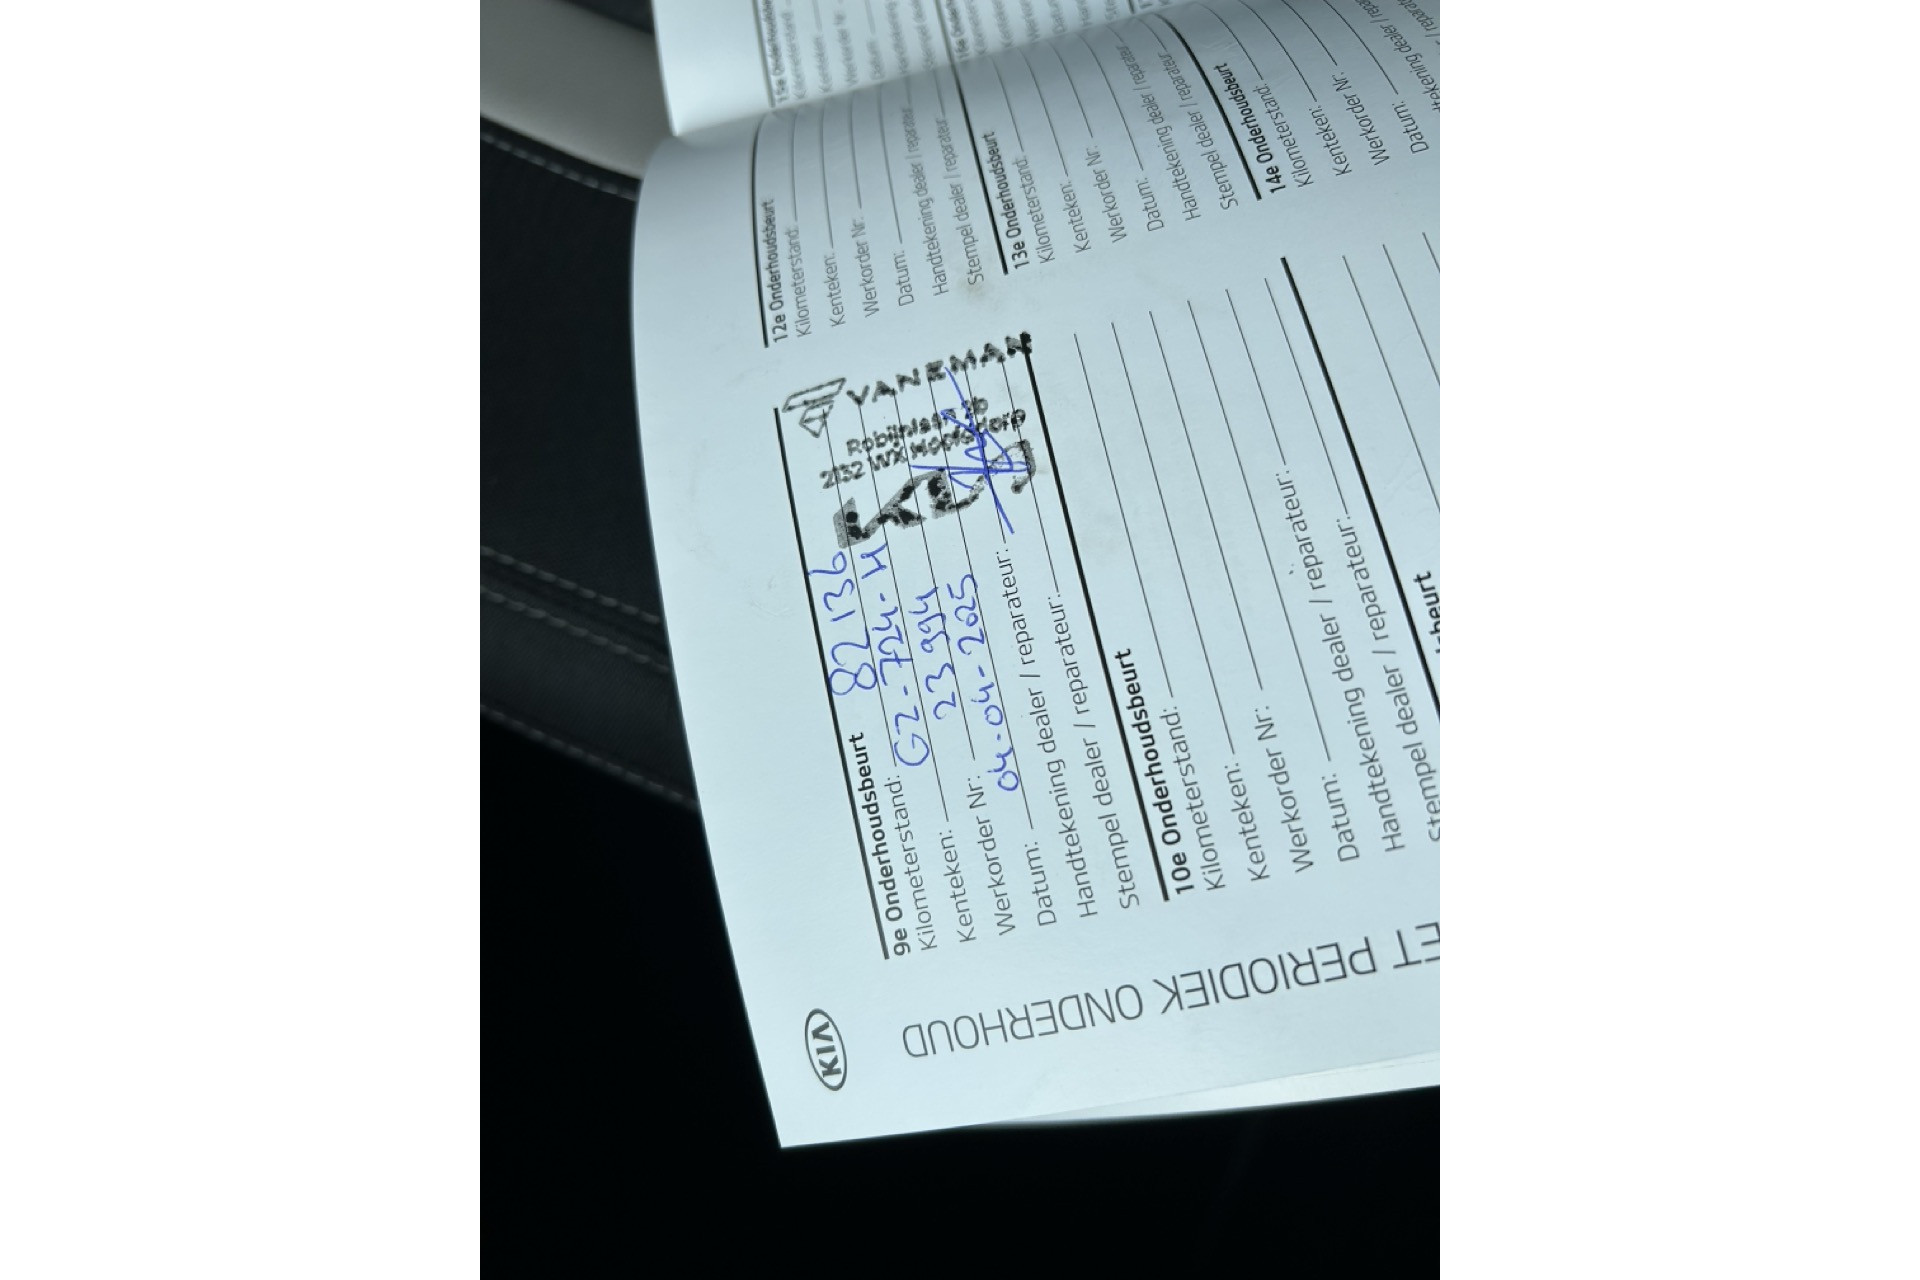 KIA
ET PERIODIEK ONDERHOUD
9e Onderhoudsbeurt
Kilometerstand: 82136
Kenteken: GZ-724-H
Werkorder Nr: 23994
Datum: 04-04-2025
Handtekening dealer / reparateur:
Stempel dealer / reparateur:
VANEMAN
2132 WX Hoofddorp
KIA
10e Onderhoudsbeurt
Kilometerstand:
Kenteken:
Werkorder Nr:
Datum:
Handtekening dealer / reparateur:
Stempel dealer / reparateur:
12e Onderhoudsbeurt
Kilometerstand:
Kenteken:
Werkorder Nr:
Datum:
Handtekening dealer / reparateur
Stempel dealer / reparateur
13e Onderhoudsbeurt
Kilometerstand:
Kenteken:
Werkorder Nr:
Datum:
Handtekening dealer / reparateur
Stempel dealer / reparateur
14e Onderhoudsbeurt
Kilometerstand:
Kenteken:
Werkorder Nr:
Datum: